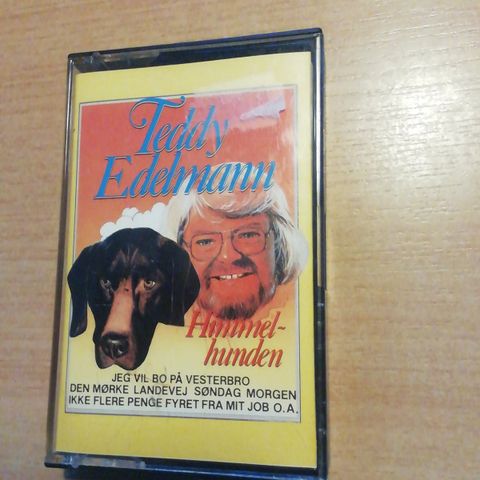 Teddy
Edelmann
Himmel-
hunden
JEG VIL BO PÅ VESTERBRO
DEN MØRKE LANDEVEJ SØNDAG MORGEN
IKKE FLERE PENGE FYRET FRA MIT JOB O.A.